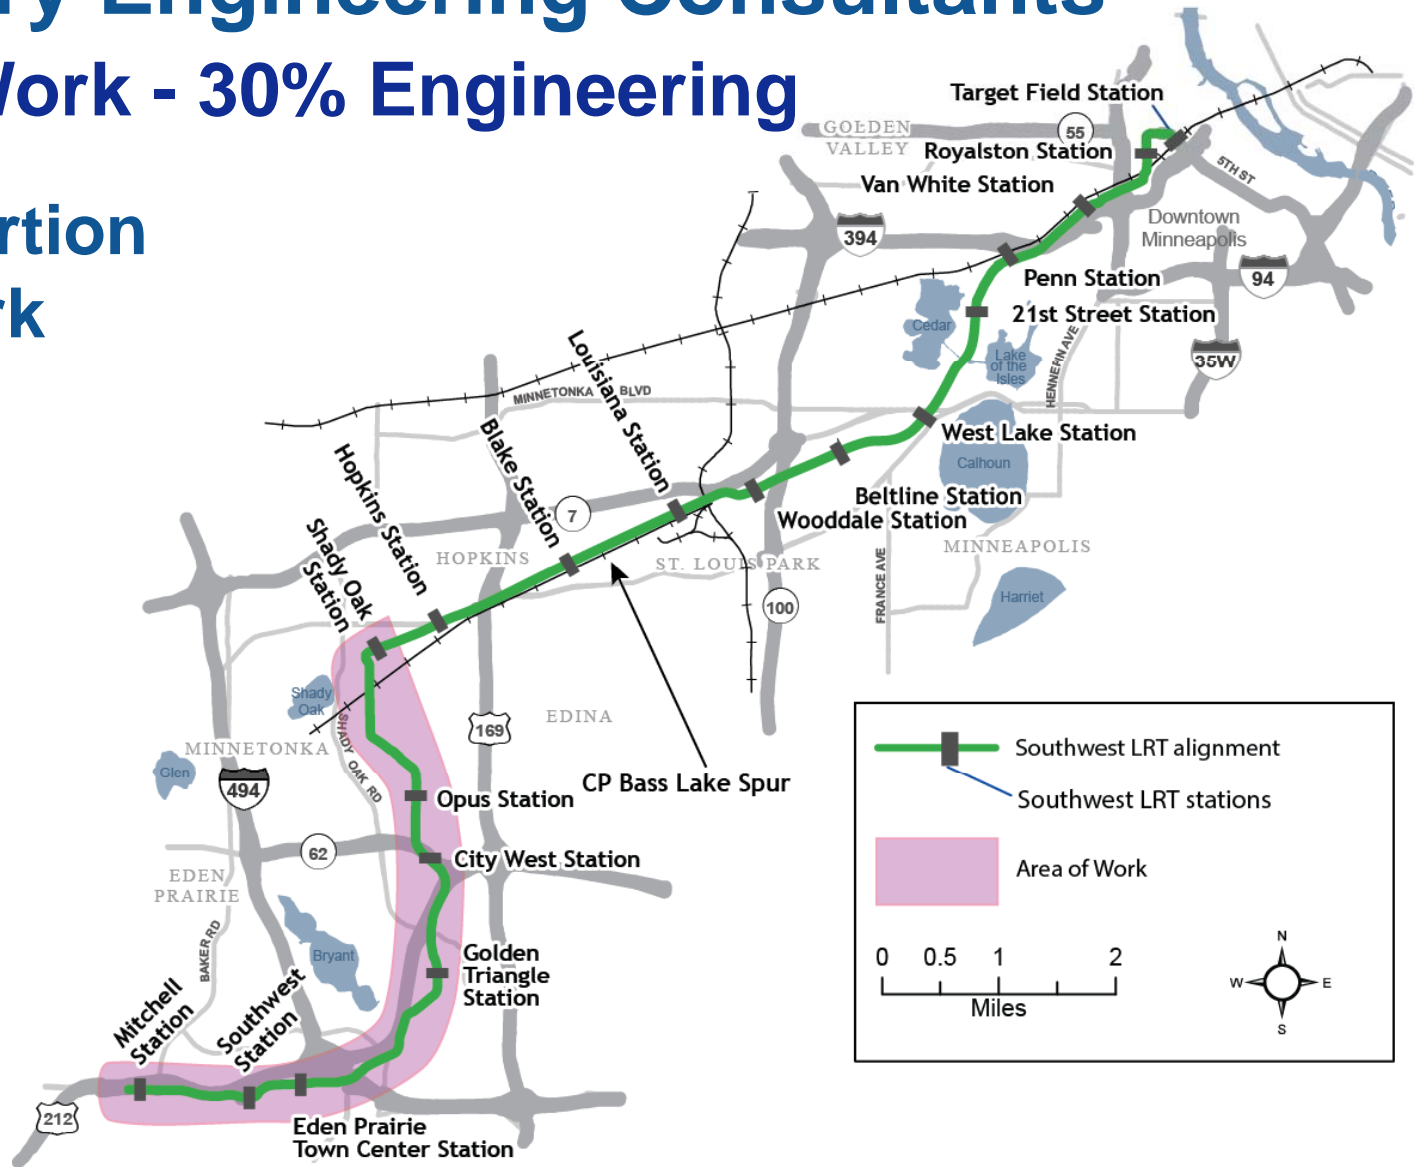 ry Engineering Consultants
Work - 30% Engineering
rtion
rk
Target Field Station
GOLDEN
VALLEY
55
Royalston Station
5TH ST
Van White Station
Downtown
Minneapolis
394
94
Penn Station
21st Street Station
Cedar
Lake
of the
Isles
HENNEPIN AVE
35W
Louisiana Station
MINNETONKA BLVD
Blake Station
West Lake Station
Hopkins Station
Calhoun
Beltline Station
7
Wooddale Station
Shady Oak
Station
HOPKINS
ST. LOUIS PARK
MINNEAPOLIS
FRANCE AVE
100
Harriet
Shady
Oak
SHADY OAK RD
169
EDINA
MINNETONKA
Glen
494
CP Bass Lake Spur
Opus Station
62
City West Station
EDEN
PRAIRIE
BAKER RD
Bryant
Golden
Triangle
Station
Mitchell
Station
Southwest
Station
212
Eden Prairie
Town Center Station
Southwest LRT alignment
Southwest LRT stations
Area of Work
0 0.5 1 2
Miles
N
W E
S